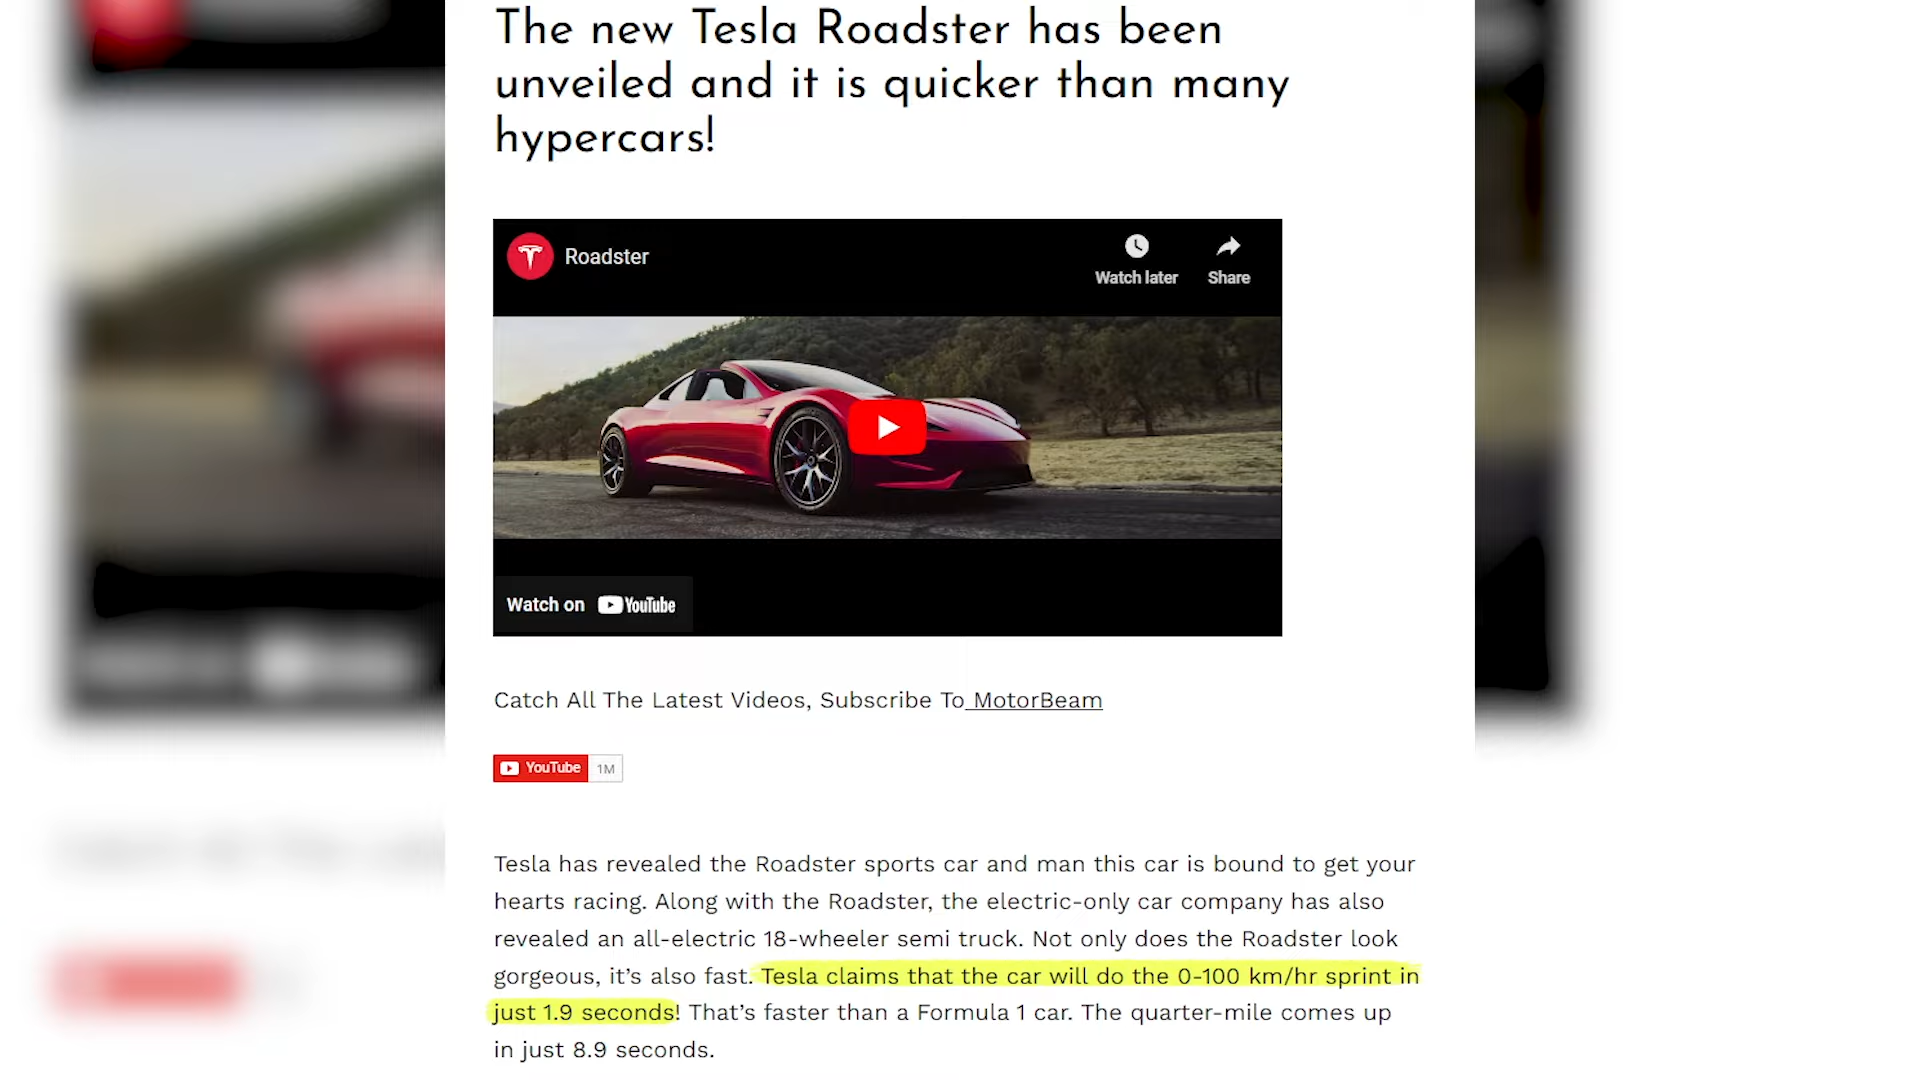 The new Tesla Roadster has been
unveiled and it is quicker than many
hypercars!
Roadster
Watch later
Share
Watch on YouTube
Catch All The Latest Videos, Subscribe To MotorBeam
YouTube 1M
Tesla has revealed the Roadster sports car and man this car is bound to get your
hearts racing. Along with the Roadster, the electric-only car company has also
revealed an all-electric 18-wheeler semi truck. Not only does the Roadster look
gorgeous, it’s also fast. Tesla claims that the car will do the 0-100 km/hr sprint in
just 1.9 seconds! That’s faster than a Formula 1 car. The quarter-mile comes up
in just 8.9 seconds.